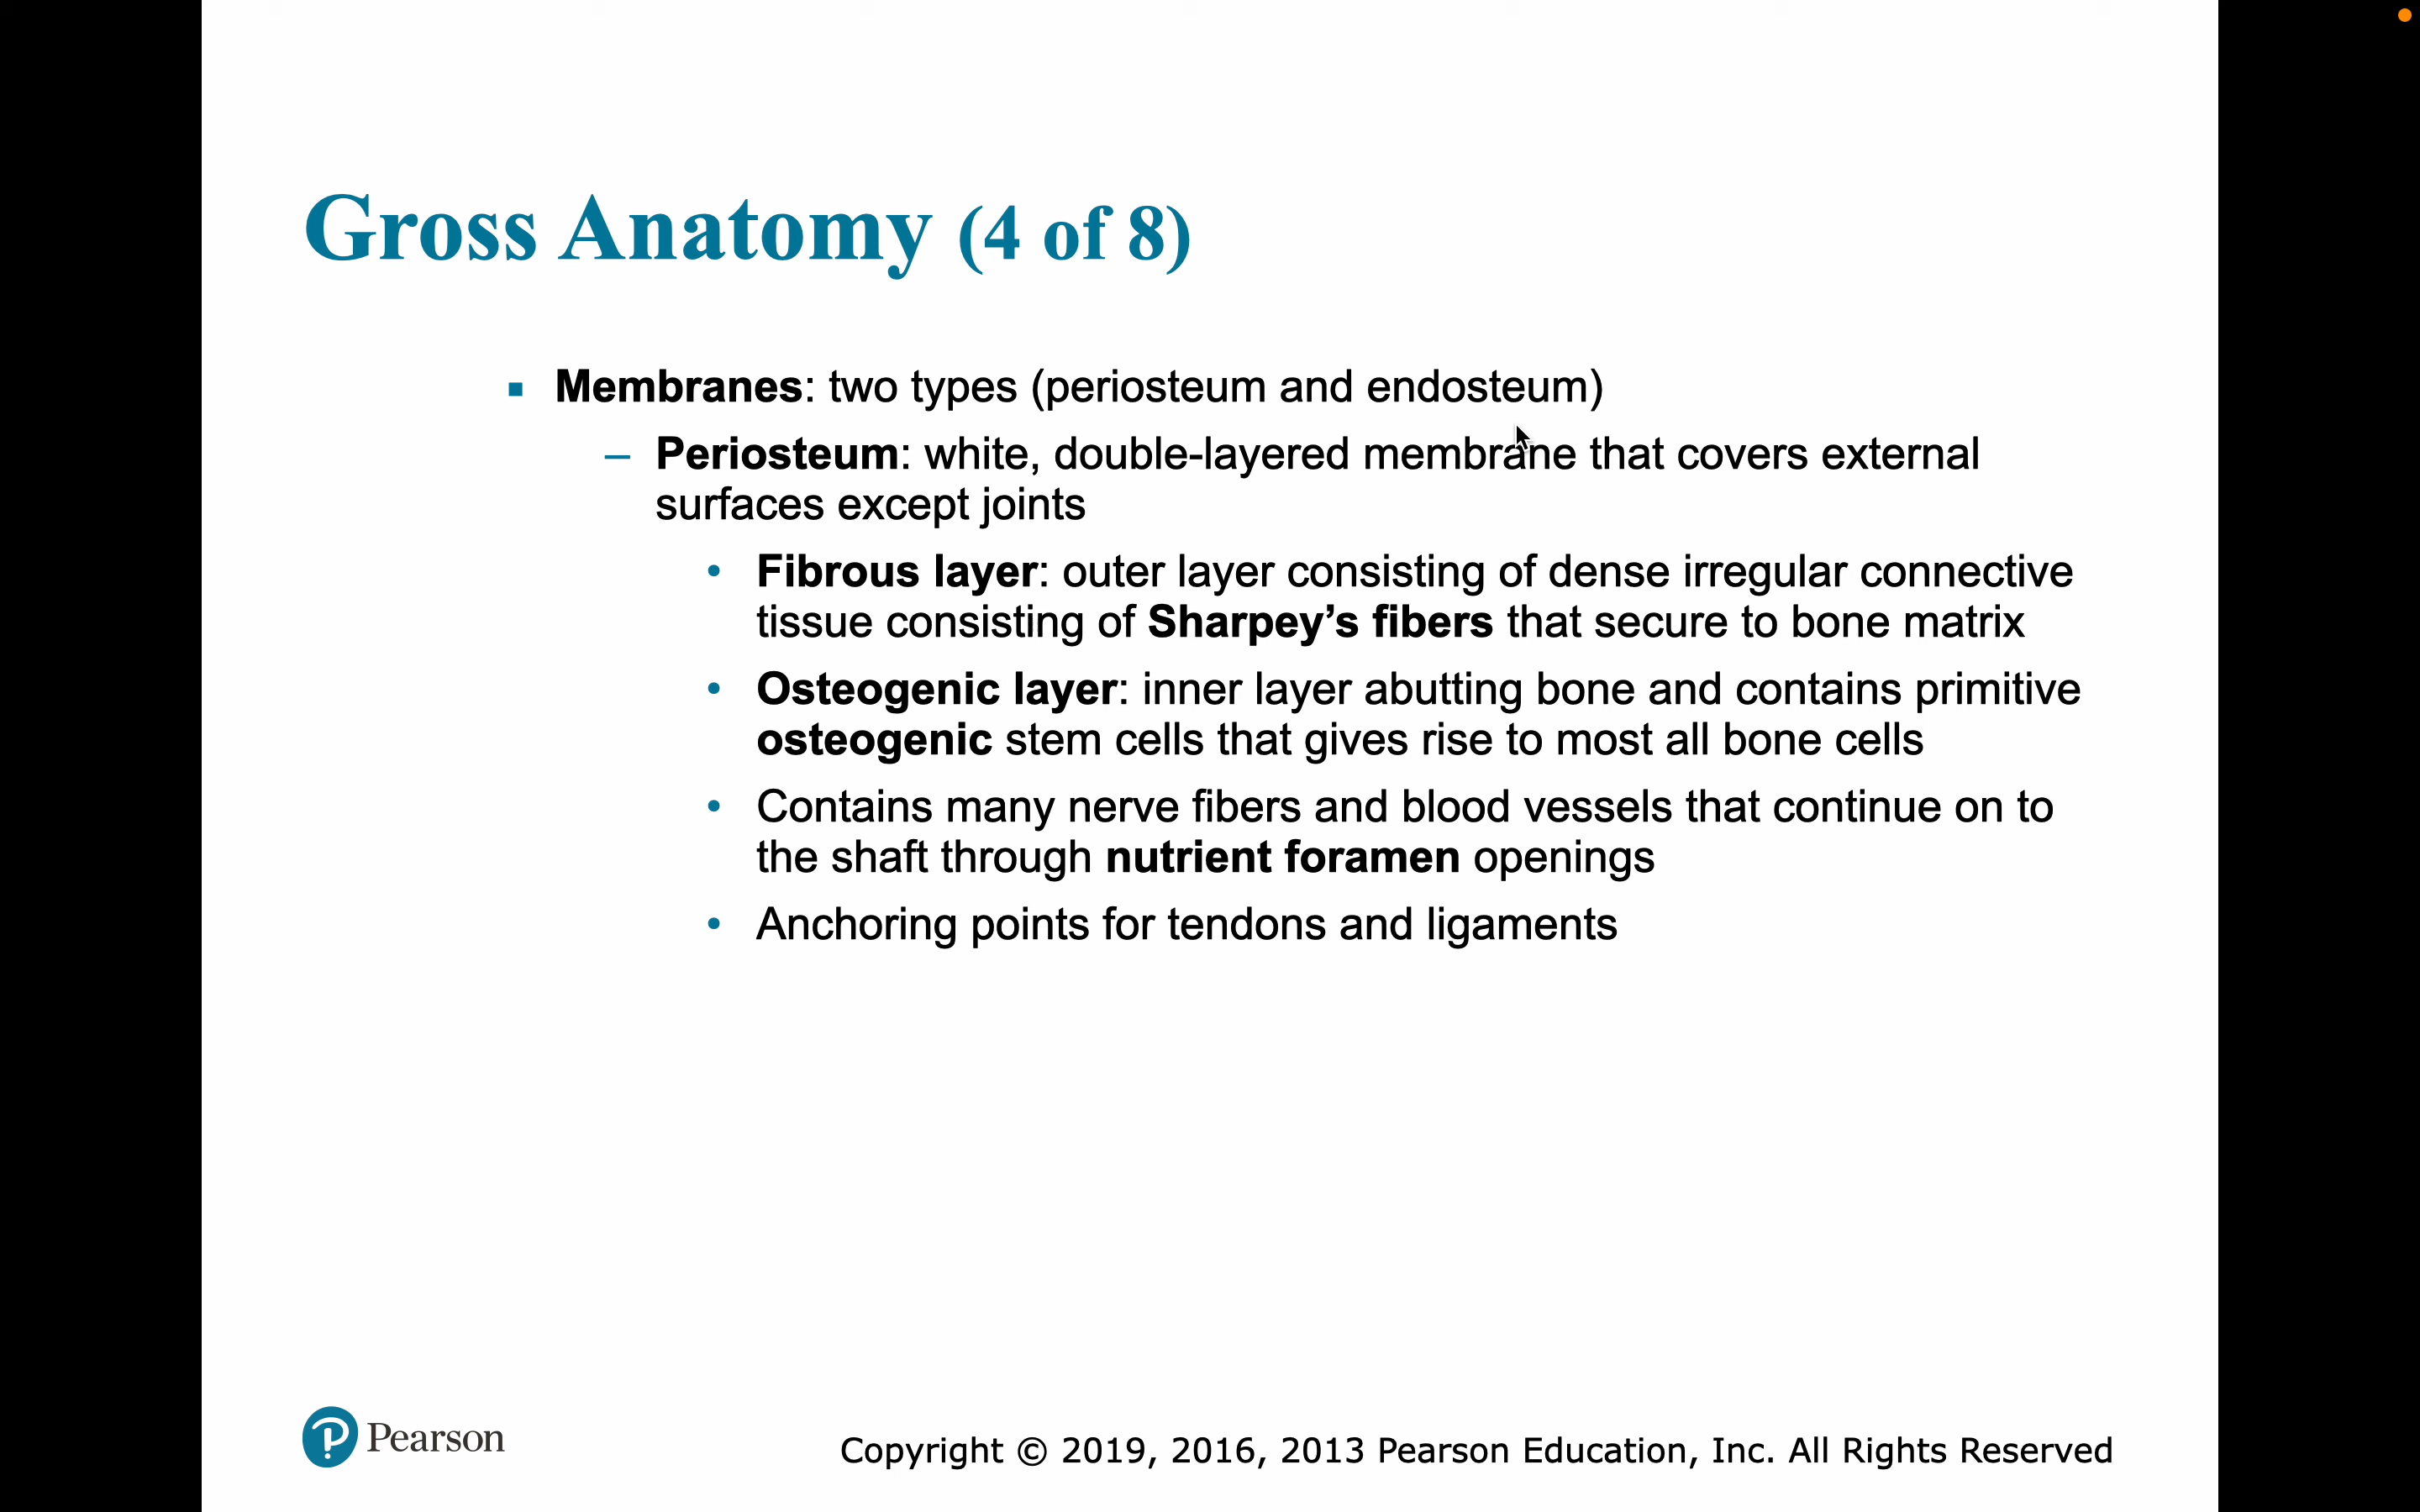 Gross Anatomy (4 of 8)
▪ Membranes: two types (periosteum and endosteum)
– Periosteum: white, double-layered membrane that covers external
surfaces except joints
• Fibrous layer: outer layer consisting of dense irregular connective
tissue consisting of Sharpey’s fibers that secure to bone matrix
• Osteogenic layer: inner layer abutting bone and contains primitive
osteogenic stem cells that gives rise to most all bone cells
• Contains many nerve fibers and blood vessels that continue on to
the shaft through nutrient foramen openings
• Anchoring points for tendons and ligaments
Pearson
Copyright © 2019, 2016, 2013 Pearson Education, Inc. All Rights Reserved